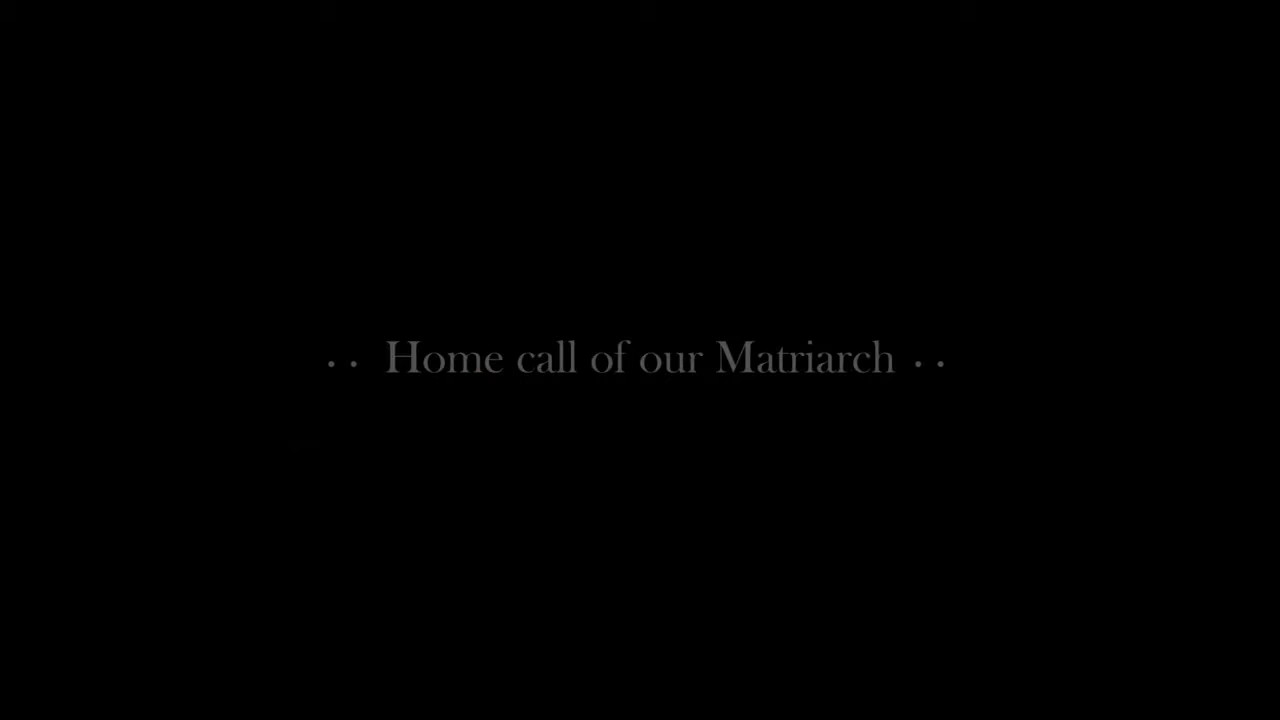 . . Home call of our Matriarch . .